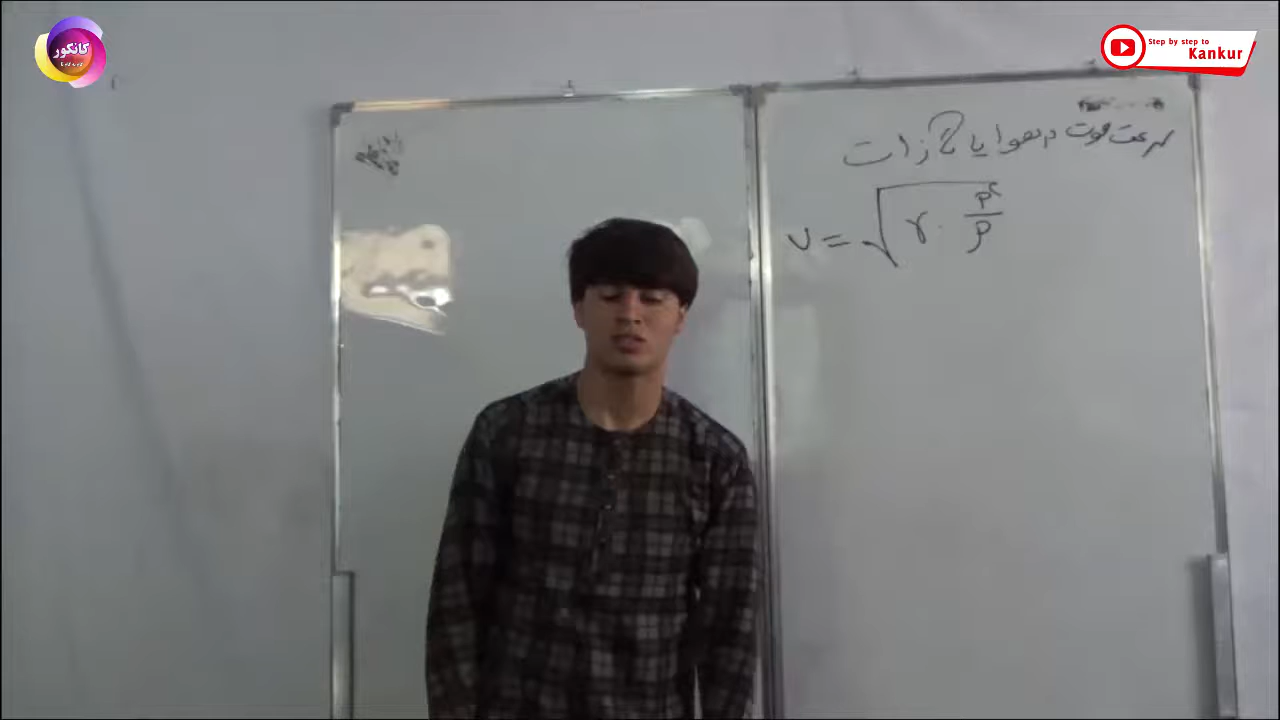 کانکور
Step by step to
Kankur
سرعت صوت در هوا یا گازات
v = √(γ · P/ρ)